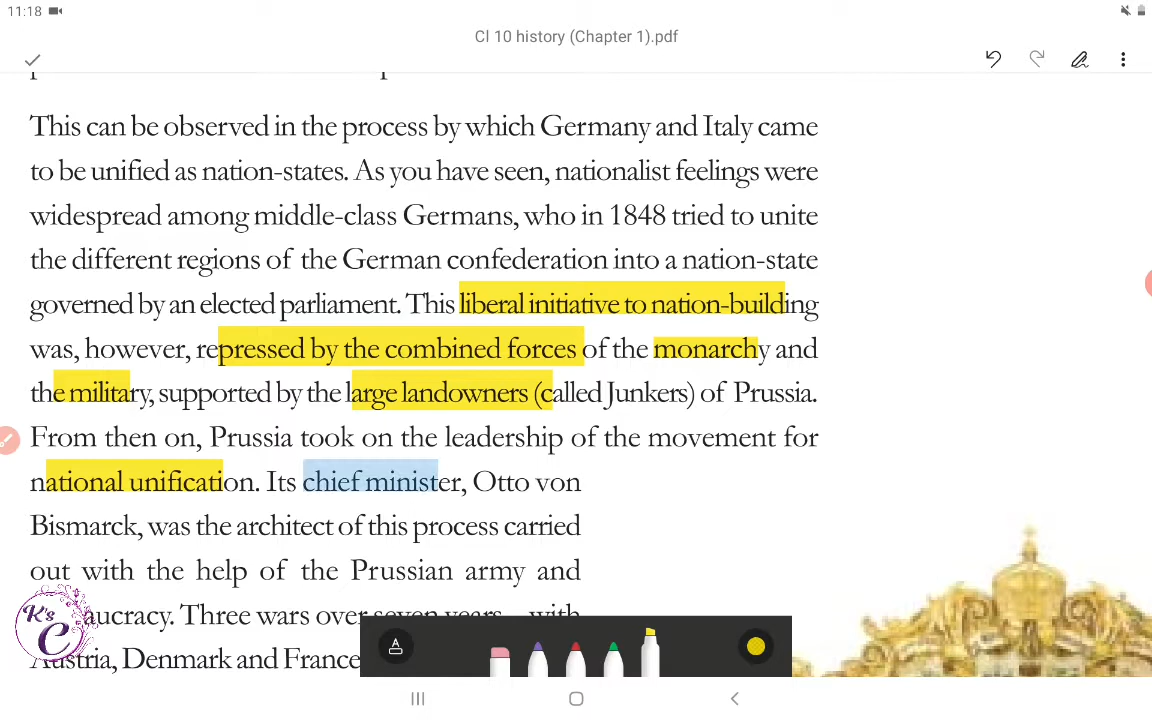 11:18
Cl 10 history (Chapter 1).pdf
This can be observed in the process by which Germany and Italy came
to be unified as nation-states. As you have seen, nationalist feelings were
widespread among middle-class Germans, who in 1848 tried to unite
the different regions of the German confederation into a nation-state
governed by an elected parliament. This liberal initiative to nation-building
was, however, repressed by the combined forces of the monarchy and
the military, supported by the large landowners (called Junkers) of Prussia.
From then on, Prussia took on the leadership of the movement for
national unification. Its chief minister, Otto von
Bismarck, was the architect of this process carried
out with the help of the Prussian army and
aucracy. Three wars over seven years – with
Austria, Denmark and France
K's
C
A